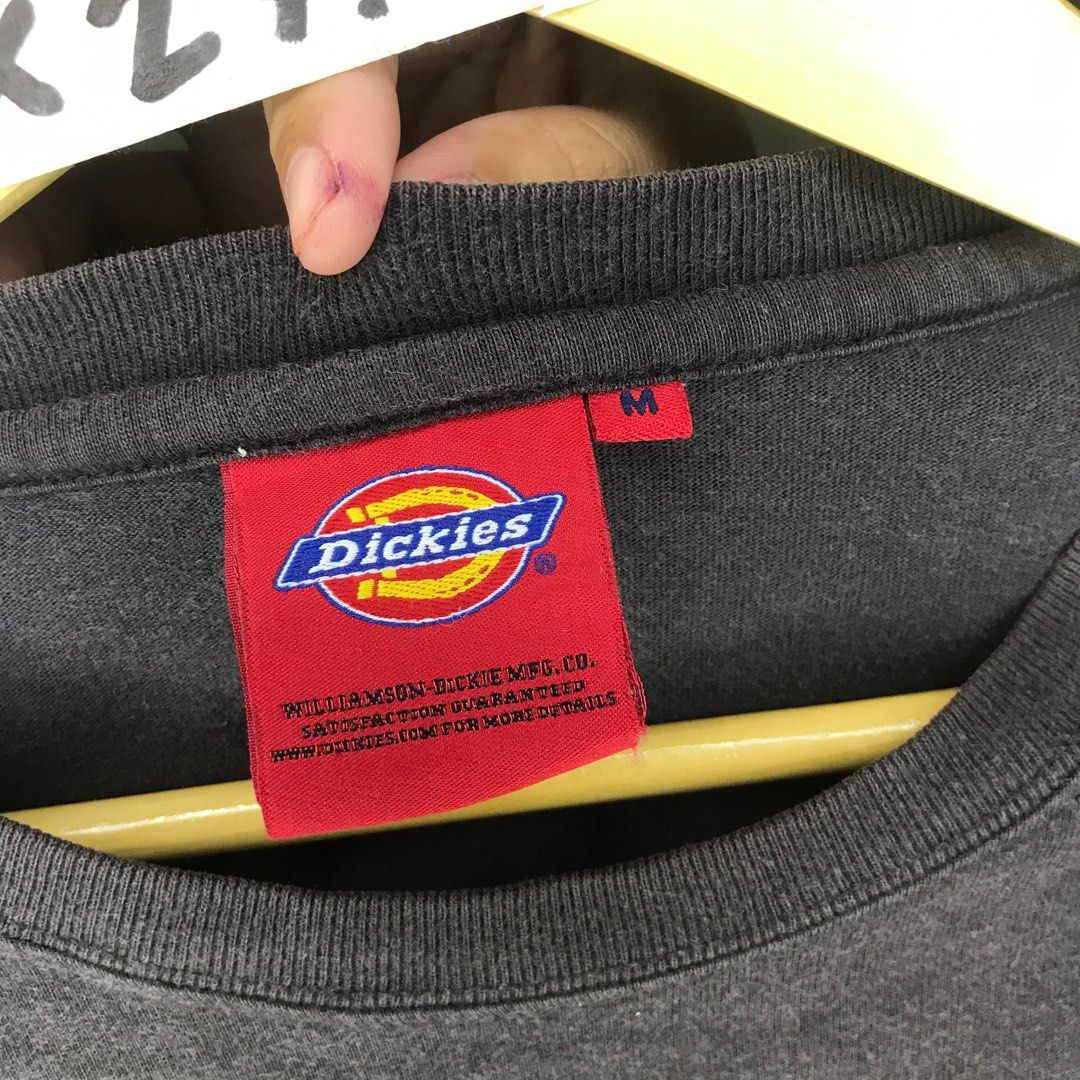 M
Dickies®
WILLIAMSON-DICKIE MFG. CO.
SATISFACTION GUARANTEED
WWW.DICKIES.COM FOR MORE DETAILS